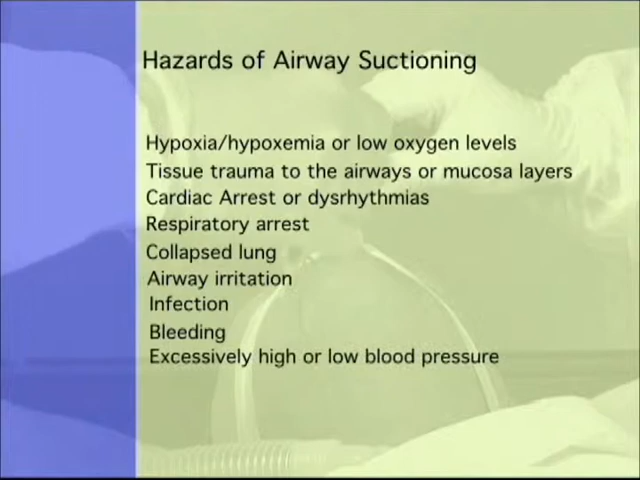 Hazards of Airway Suctioning
Hypoxia/hypoxemia or low oxygen levels
Tissue trauma to the airways or mucosa layers
Cardiac Arrest or dysrhythmias
Respiratory arrest
Collapsed lung
Airway irritation
Infection
Bleeding
Excessively high or low blood pressure